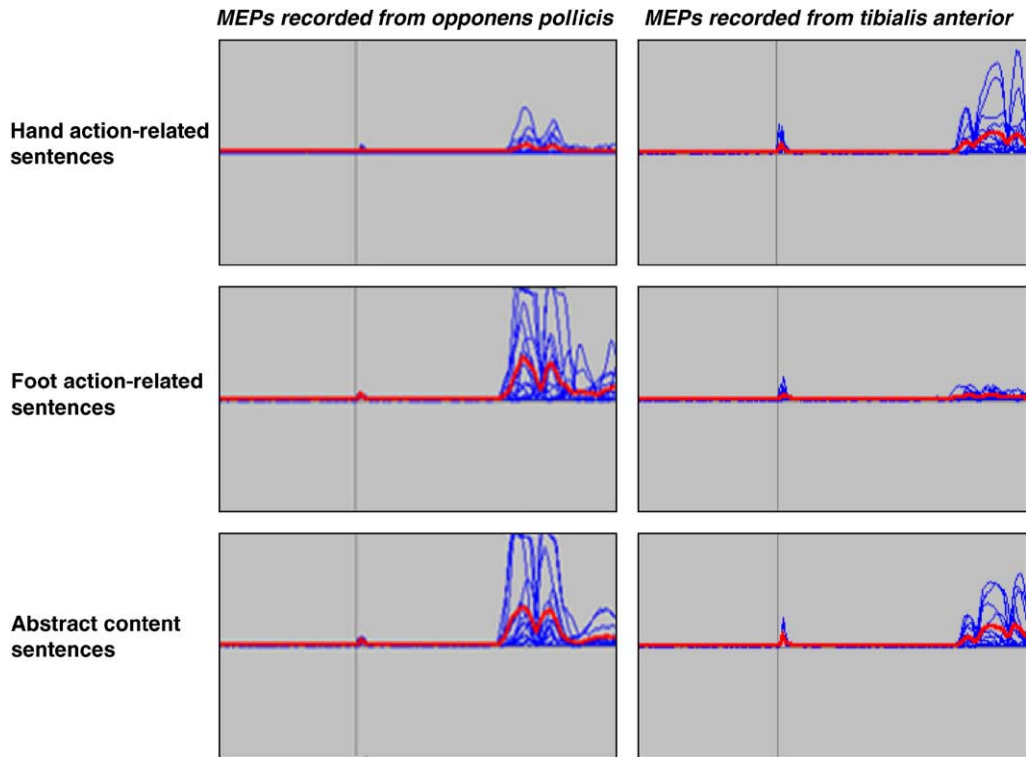 MEPs recorded from opponens pollicis
MEPs recorded from tibialis anterior
Hand action-related
sentences
Foot action-related
sentences
Abstract content
sentences